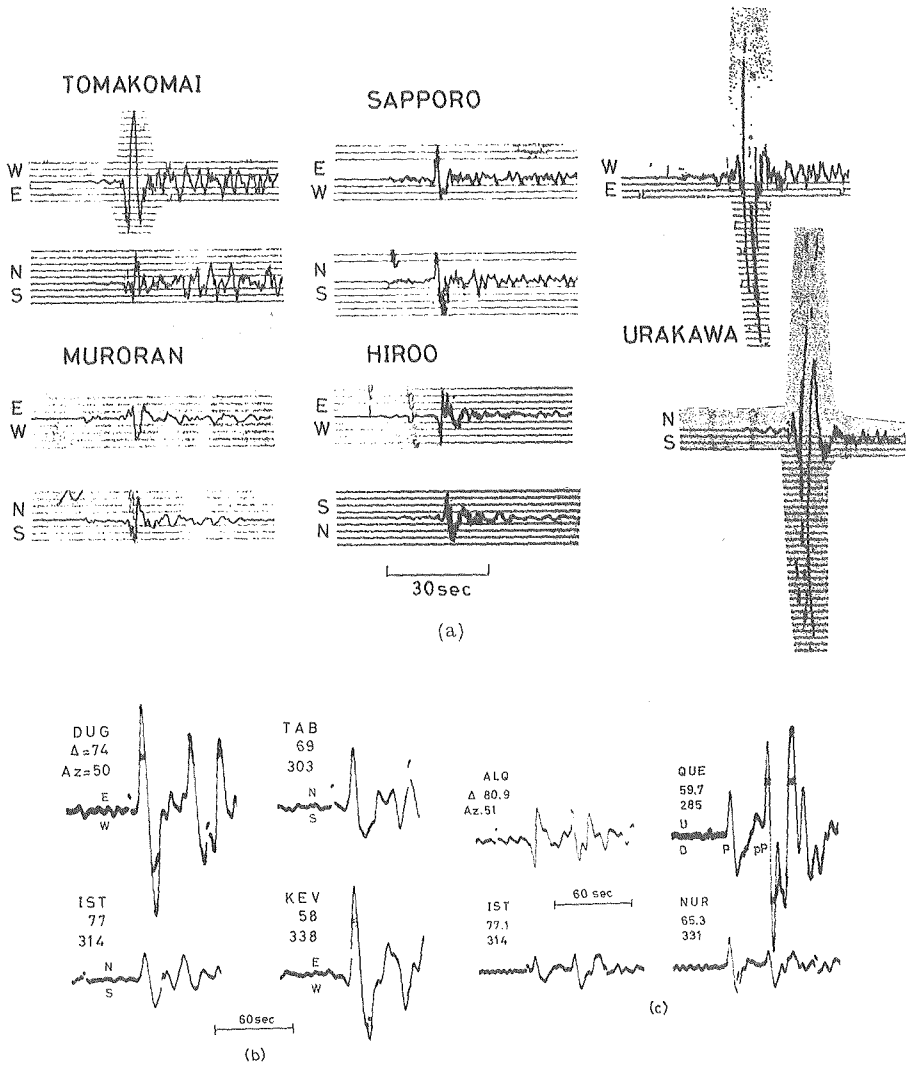 TOMAKOMAI
W
E
N
S
SAPPORO
E
W
N
S
W
E
URAKAWA
N
S
MURORAN
E
W
N
S
HIROO
E
W
S
N
30sec
(a)
DUG
Δ=74
Az=50
E
W
TAB
69
303
N
S
IST
77
314
N
S
KEV
58
338
E
W
60sec
(b)
ALQ
Δ 80.9
Az.51
QUE
59.7
285
U
D
P
pP
60 sec
IST
77.1
314
NUR
65.3
331
(c)